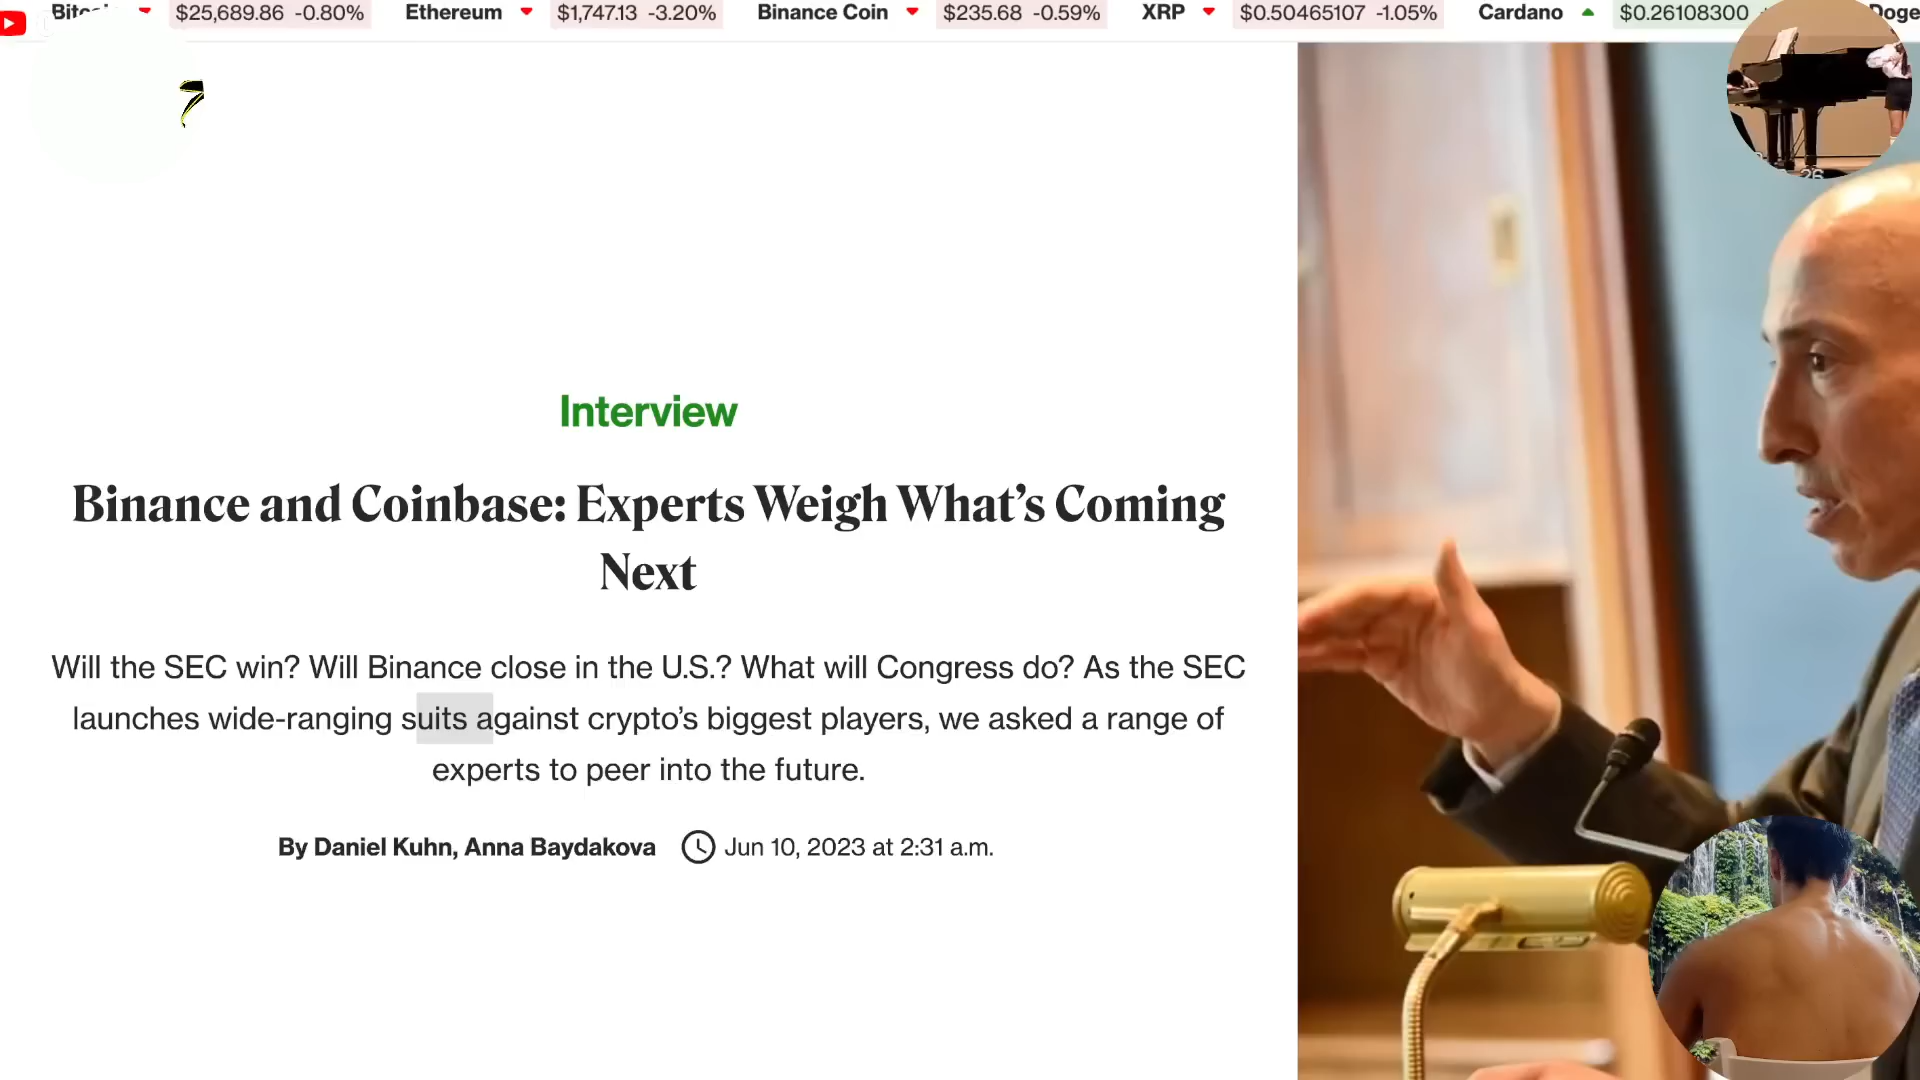 Bitcoin $25,689.86 -0.80% Ethereum $1,747.13 -3.20% Binance Coin $235.68 -0.59% XRP $0.50465107 -1.05% Cardano $0.26108300 Doge
26
Interview
Binance and Coinbase: Experts Weigh What's Coming
Next
Will the SEC win? Will Binance close in the U.S.? What will Congress do? As the SEC
launches wide-ranging suits against crypto's biggest players, we asked a range of
experts to peer into the future.
By Daniel Kuhn, Anna Baydakova Jun 10, 2023 at 2:31 a.m.